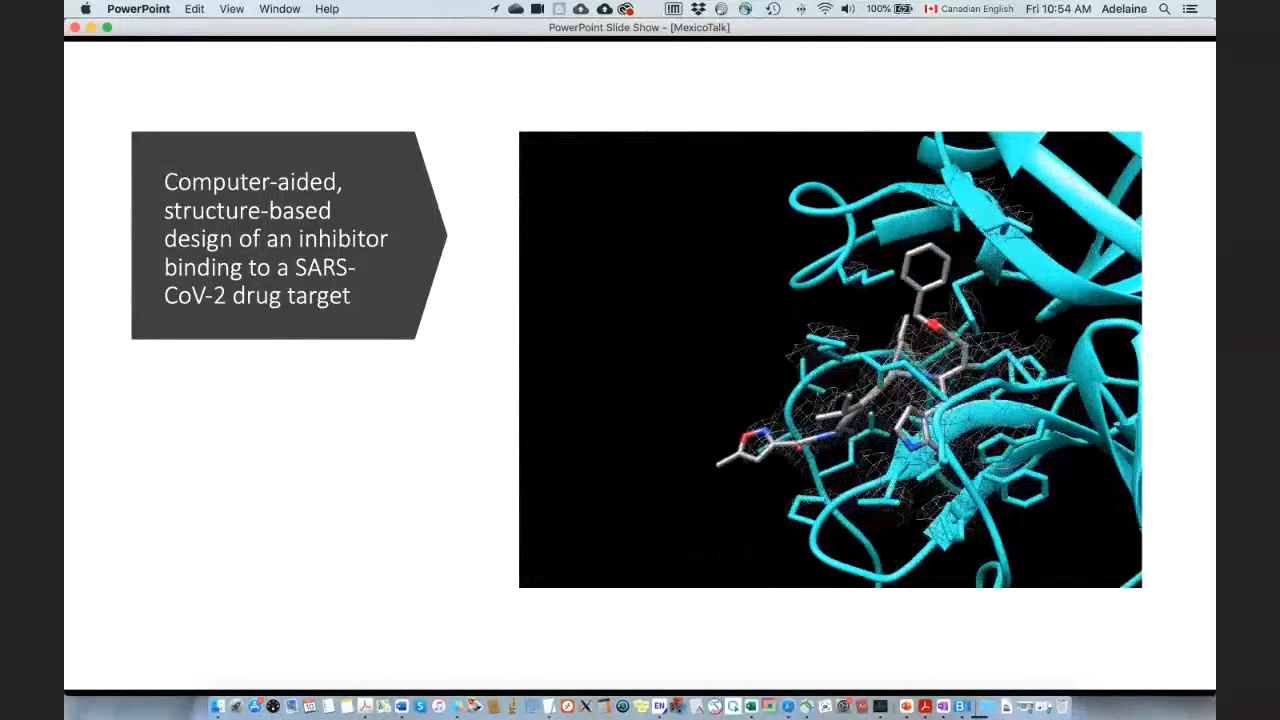 PowerPoint Edit View Window Help 100% Canadian English Fri 10:54 AM Adelaine
PowerPoint Slide Show - [MexicoTalk]
Computer-aided,
structure-based
design of an inhibitor
binding to a SARS-
CoV-2 drug target
EN